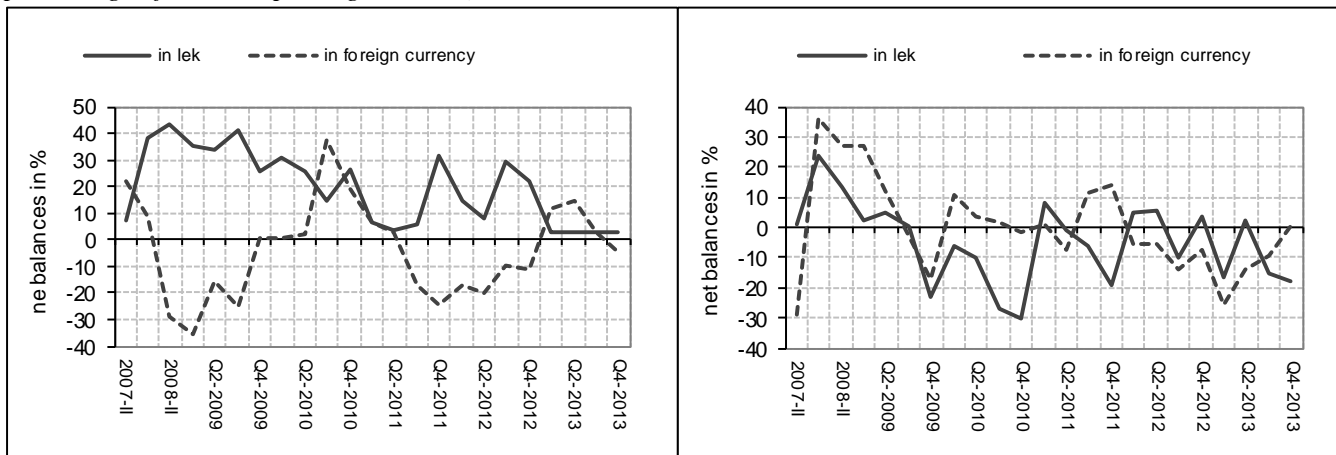 in lek in foreign currency
ne balances in %
50
40
30
20
10
0
-10
-20
-30
-40
2007-II
2008-II
Q2-2009
Q4-2009
Q2-2010
Q4-2010
Q2-2011
Q4-2011
Q2-2012
Q4-2012
Q2-2013
Q4-2013
in lek in foreign currency
net balances in %
40
30
20
10
0
-10
-20
-30
-40
2007-II
2008-II
Q2-2009
Q4-2009
Q2-2010
Q4-2010
Q2-2011
Q4-2011
Q2-2012
Q4-2012
Q2-2013
Q4-2013